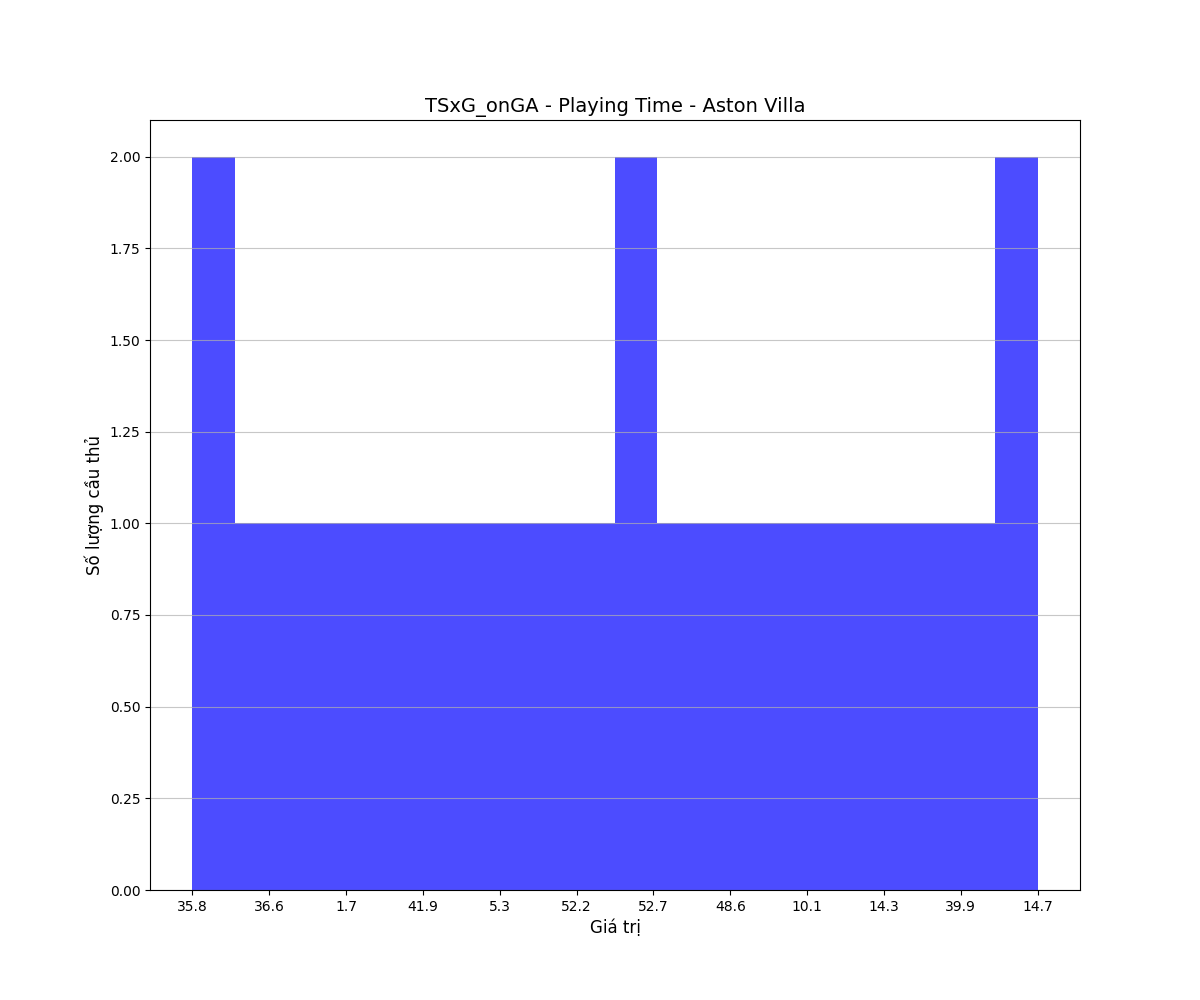 TSxG_onGA - Playing Time - Aston Villa
Số lượng cầu thủ
2.00
1.75
1.50
1.25
1.00
0.75
0.50
0.25
0.00
35.8 36.6 1.7 41.9 5.3 52.2 52.7 48.6 10.1 14.3 39.9 14.7
Giá trị